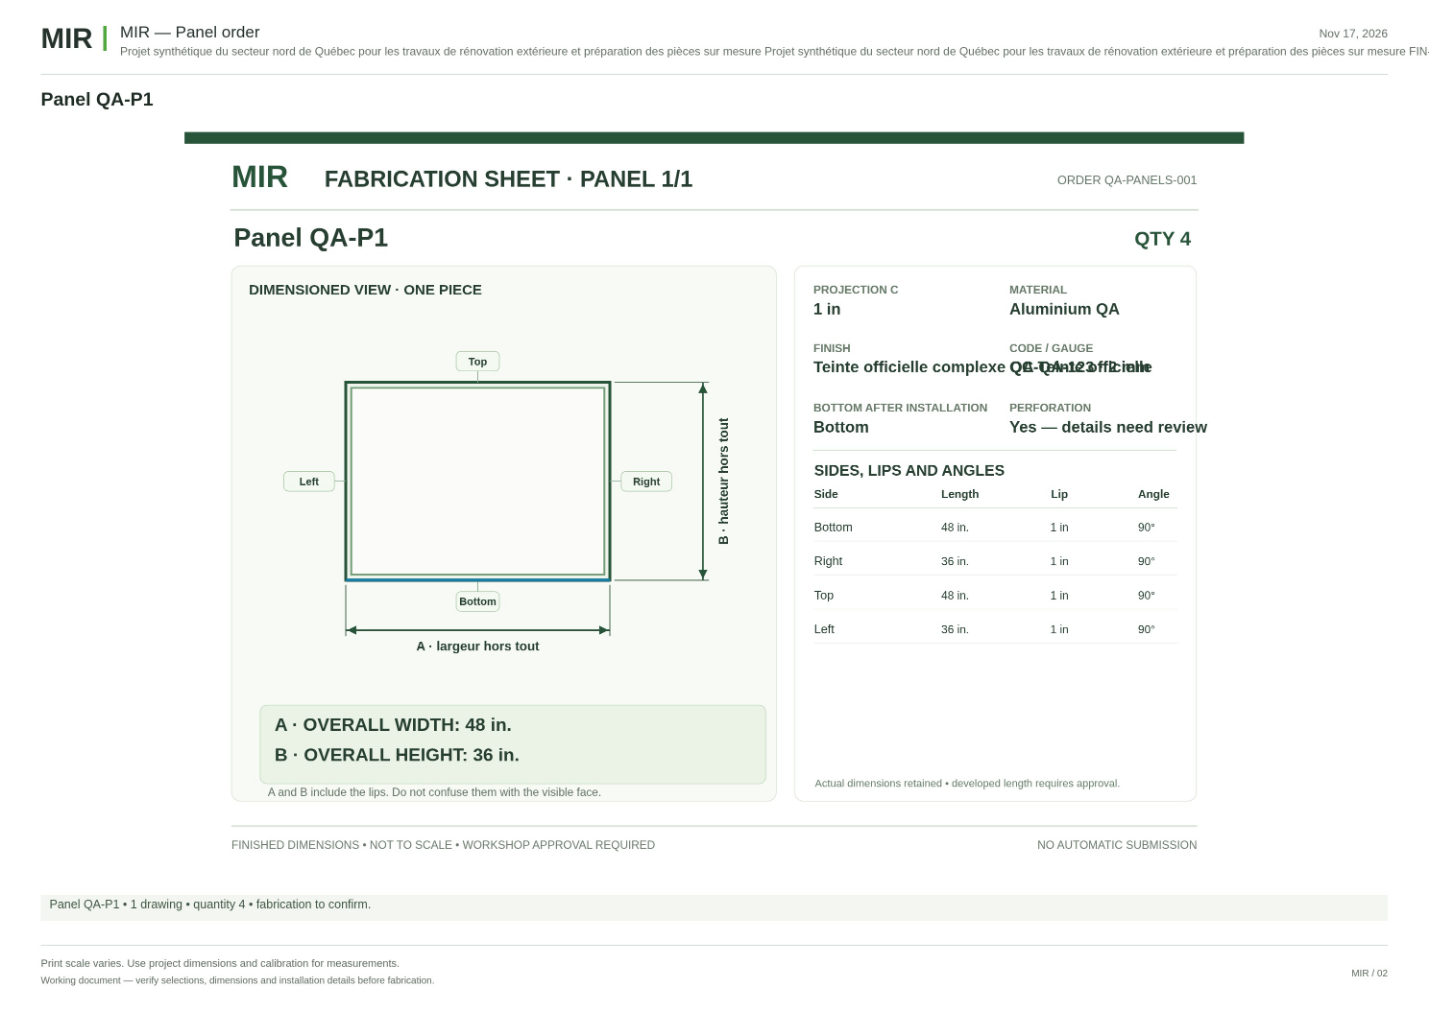 MIR
MIR — Panel order
Nov 17, 2026
Projet synthétique du secteur nord de Québec pour les travaux de rénovation extérieure et préparation des pièces sur mesure Projet synthétique du secteur nord de Québec pour les travaux de rénovation extérieure et préparation des pièces sur mesure FIN-
Panel QA-P1
MIR FABRICATION SHEET · PANEL 1/1
ORDER QA-PANELS-001
Panel QA-P1
QTY 4
DIMENSIONED VIEW · ONE PIECE
Top
Left
Right
B · hauteur hors tout
Bottom
A · largeur hors tout
A · OVERALL WIDTH: 48 in.
B · OVERALL HEIGHT: 36 in.
A and B include the lips. Do not confuse them with the visible face.
PROJECTION C MATERIAL
1 in Aluminium QA
FINISH CODE / GAUGE
Teinte officielle complexe
BOTTOM AFTER INSTALLATION PERFORATION
Bottom Yes — details need review
SIDES, LIPS AND ANGLES
Side Length Lip Angle
Bottom 48 in. 1 in 90°
Right 36 in. 1 in 90°
Top 48 in. 1 in 90°
Left 36 in. 1 in 90°
Actual dimensions retained • developed length requires approval.
FINISHED DIMENSIONS • NOT TO SCALE • WORKSHOP APPROVAL REQUIRED
NO AUTOMATIC SUBMISSION
Panel QA-P1 • 1 drawing • quantity 4 • fabrication to confirm.
Print scale varies. Use project dimensions and calibration for measurements.
Working document — verify selections, dimensions and installation details before fabrication.
MIR / 02